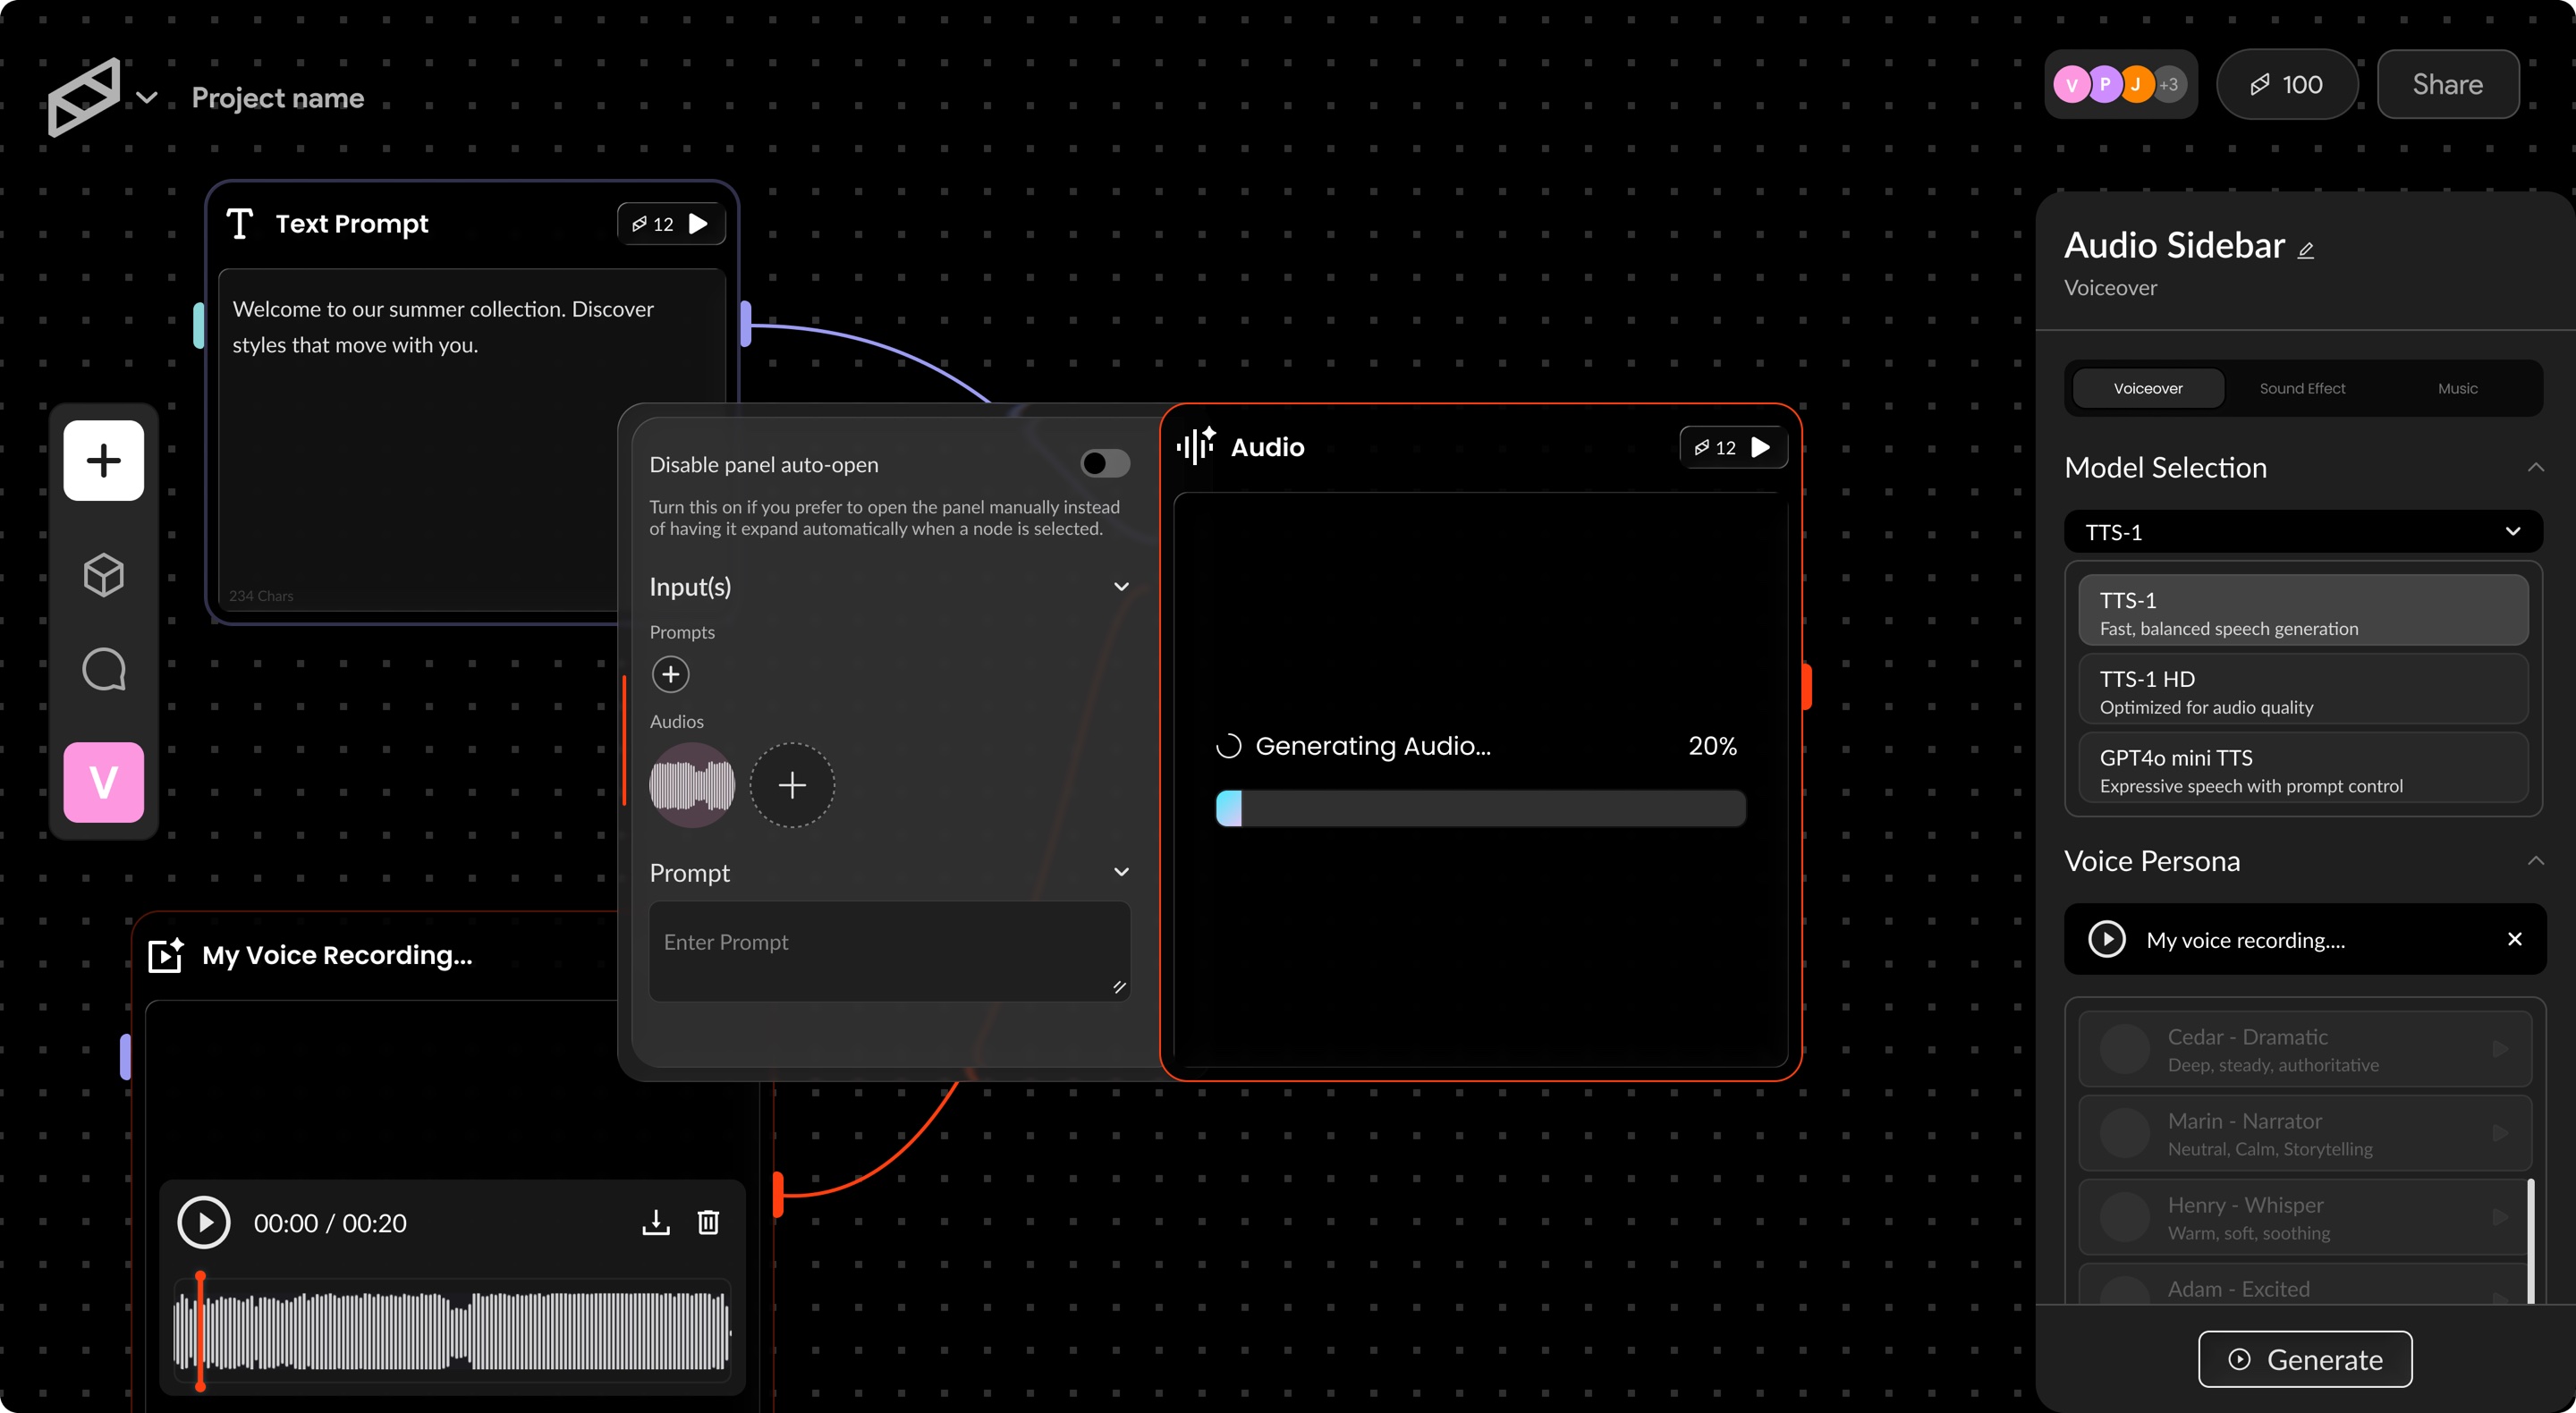 Project name
V
P
J
+3
100
Share
Text Prompt
12
Welcome to our summer collection. Discover
styles that move with you.
234 Chars
V
Disable panel auto-open
Turn this on if you prefer to open the panel manually instead
of having it expand automatically when a node is selected.
Input(s)
Prompts
Audios
Prompt
Enter Prompt
Audio
12
Generating Audio...
20%
My Voice Recording...
00:00 / 00:20
Audio Sidebar
Voiceover
Voiceover
Sound Effect
Music
Model Selection
TTS-1
TTS-1
Fast, balanced speech generation
TTS-1 HD
Optimized for audio quality
GPT4o mini TTS
Expressive speech with prompt control
Voice Persona
My voice recording....
Cedar - Dramatic
Deep, steady, authoritative
Marin - Narrator
Neutral, Calm, Storytelling
Henry - Whisper
Warm, soft, soothing
Adam - Excited
Generate